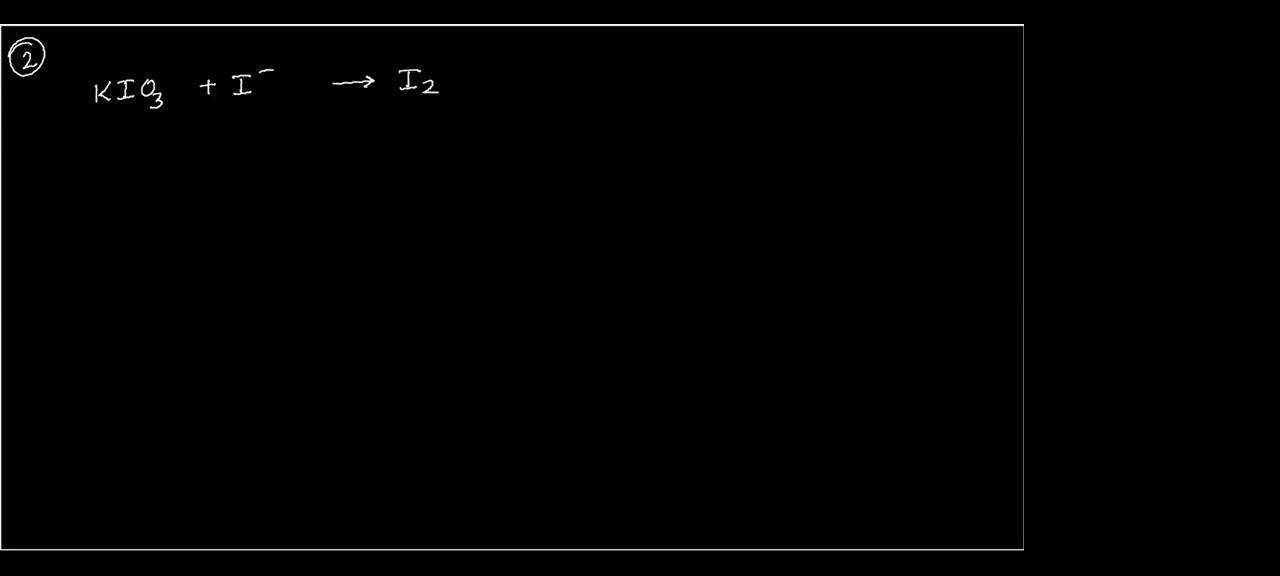 ②
KIO₃ + I⁻ → I₂